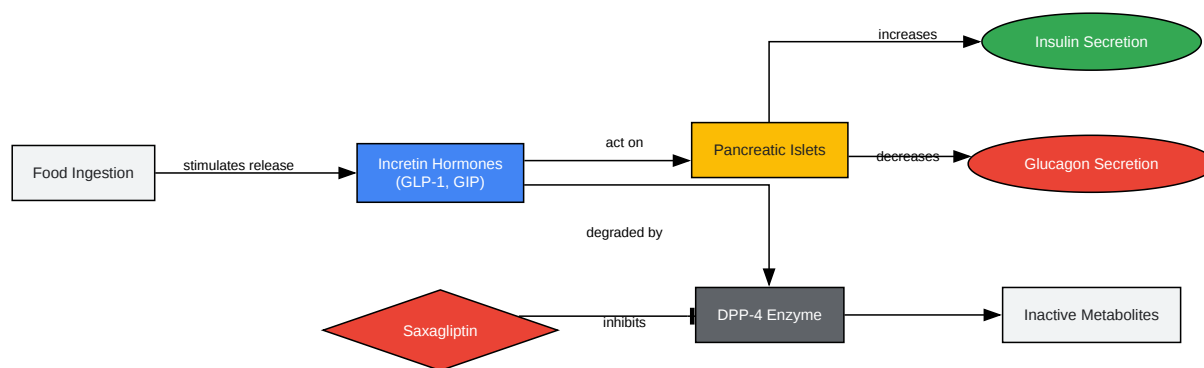 increases
Insulin Secretion
Food Ingestion
stimulates release
Incretin Hormones
(GLP-1, GIP)
act on
Pancreatic Islets
decreases
Glucagon Secretion
degraded by
Saxagliptin
inhibits
DPP-4 Enzyme
Inactive Metabolites